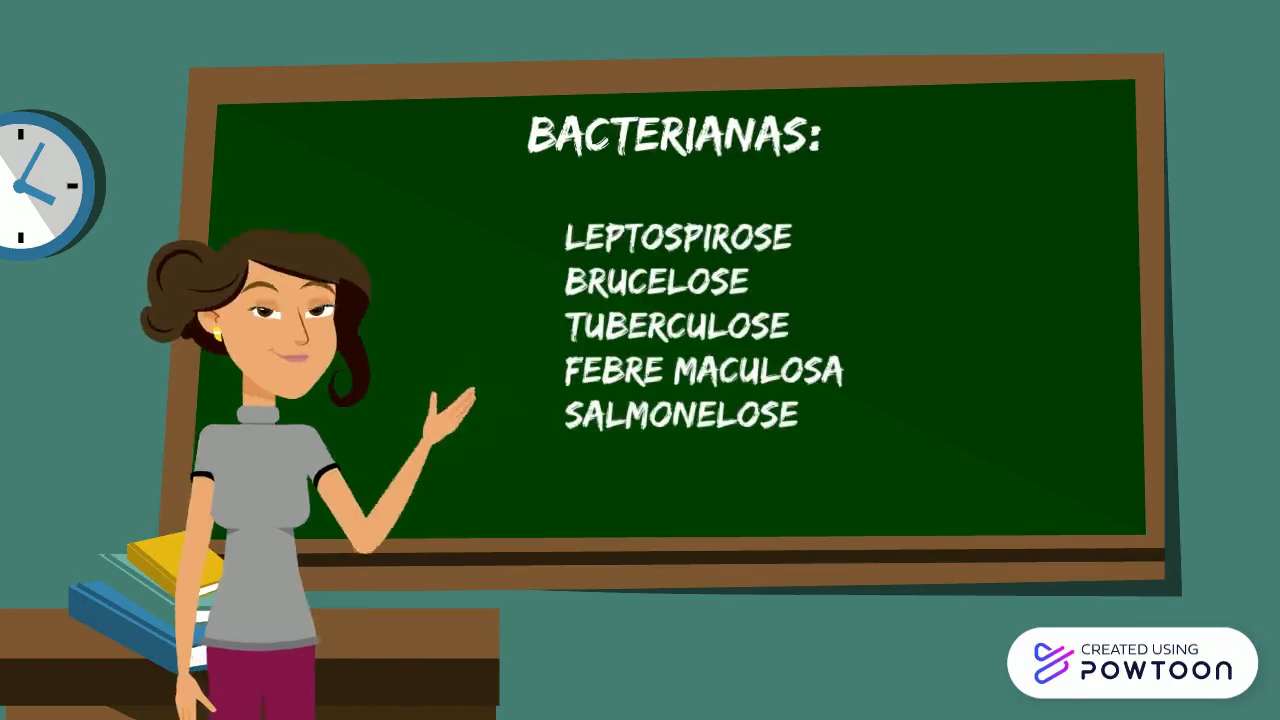 BACTERIANAS:
LEPTOSPIROSE
BRUCELOSE
TUBERCULOSE
FEBRE MACULOSA
SALMONELOSE
CREATED USING
POWTOON